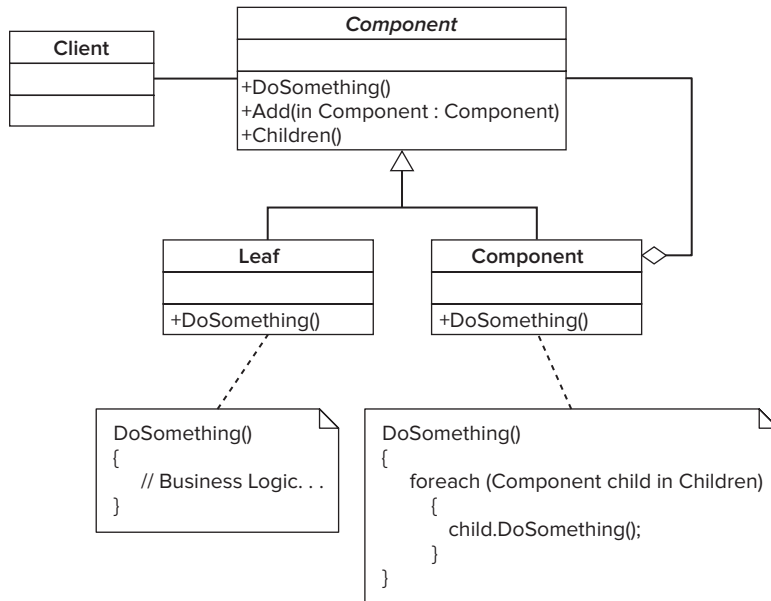 Component
Client
+DoSomething()
+Add(in Component : Component)
+Children()
Leaf
+DoSomething()
Component
+DoSomething()
DoSomething()
{
// Business Logic. . .
}
DoSomething()
{
foreach (Component child in Children)
{
child.DoSomething();
}
}